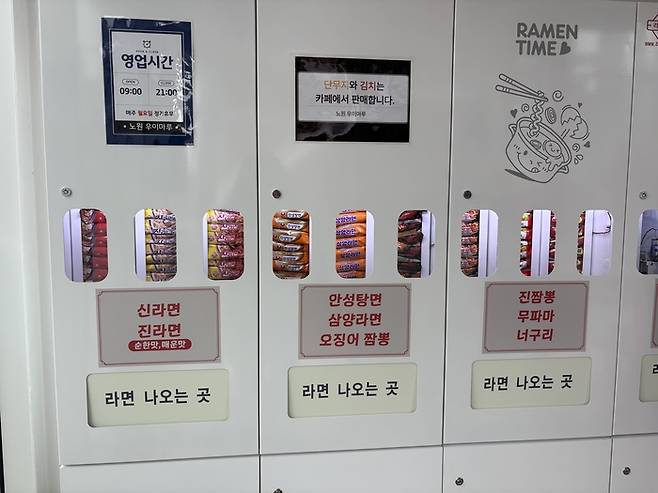 영업시간
OPEN
CLOSE
09:00
21:00
매주 월요일 정기휴무
노원 우이마루
단무지와 김치는
카페에서 판매합니다.
노원 우이마루
RAMEN
TIME
신라면
진라면
순한맛,매운맛
안성탕면
삼양라면
오징어 짬뽕
진짬뽕
무파마
너구리
라면 나오는 곳
라면 나오는 곳
라면 나오는 곳